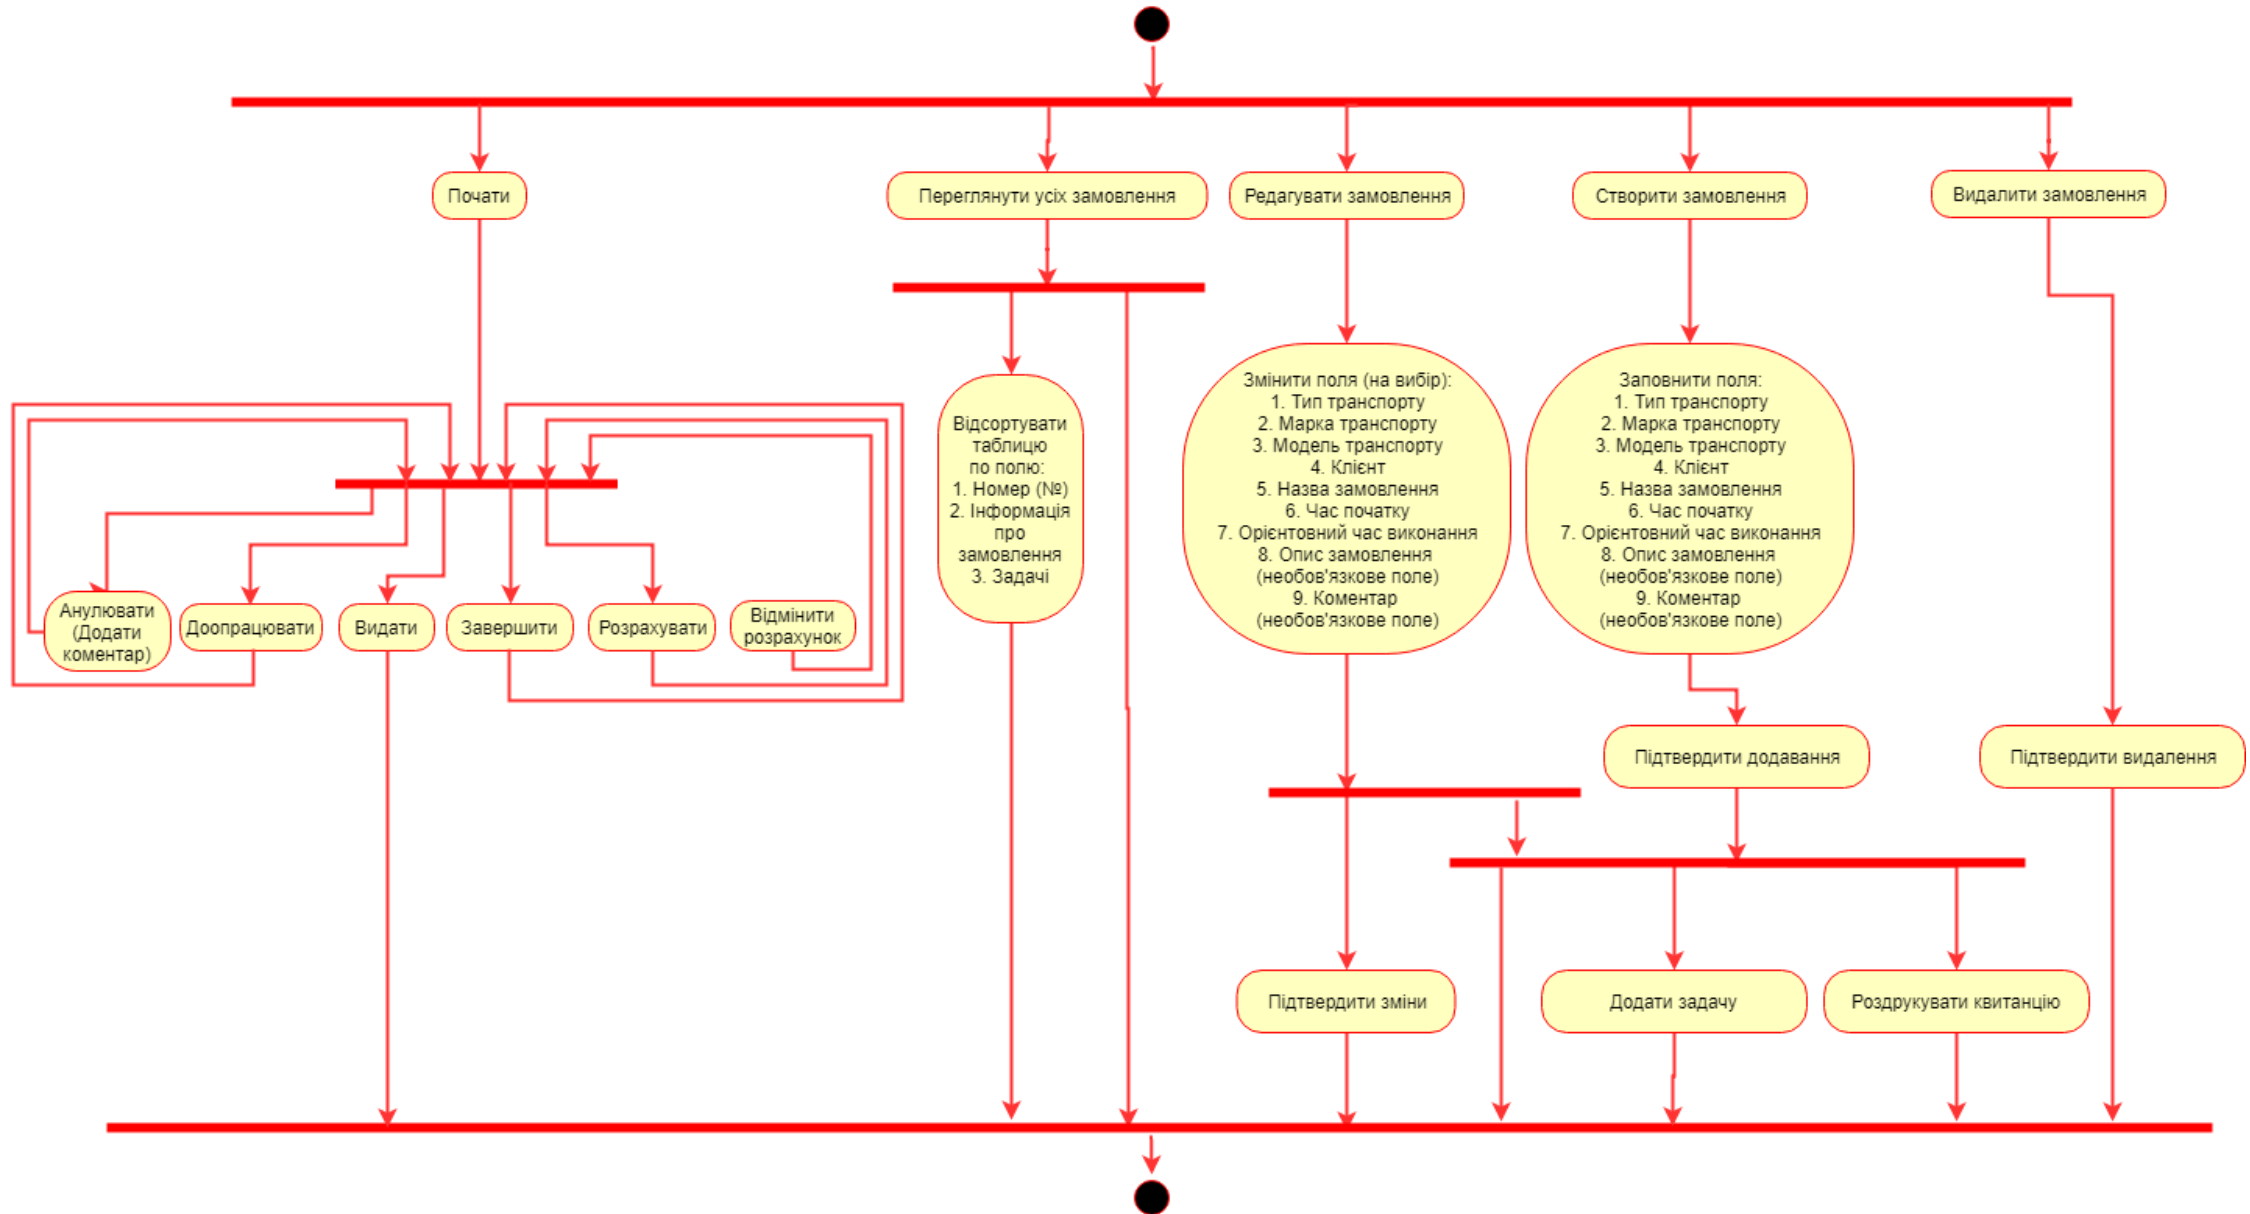 Почати
Переглянути усіх замовлення
Редагувати замовлення
Створити замовлення
Видалити замовлення
Відсортувати
таблицю
по полю:
1. Номер (№)
2. Інформація
про
замовлення
3. Задачі
Змінити поля (на вибір):
1. Тип транспорту
2. Марка транспорту
3. Модель транспорту
4. Клієнт
5. Назва замовлення
6. Час початку
7. Орієнтовний час виконання
8. Опис замовлення
(необов'язкове поле)
9. Коментар
(необов'язкове поле)
Заповнити поля:
1. Тип транспорту
2. Марка транспорту
3. Модель транспорту
4. Клієнт
5. Назва замовлення
6. Час початку
7. Орієнтовний час виконання
8. Опис замовлення
(необов'язкове поле)
9. Коментар
(необов'язкове поле)
Анулювати
(Додати
коментар)
Доопрацювати
Видати
Завершити
Розрахувати
Відмінити
розрахунок
Підтвердити додавання
Підтвердити видалення
Підтвердити зміни
Додати задачу
Роздрукувати квитанцію